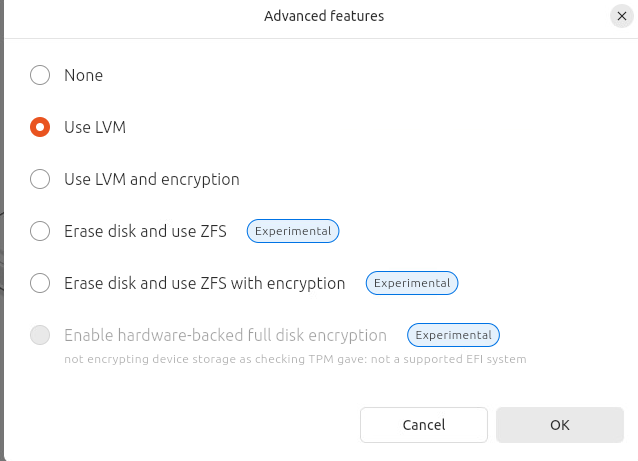 Advanced features
None
Use LVM
Use LVM and encryption
Erase disk and use ZFS Experimental
Erase disk and use ZFS with encryption Experimental
Enable hardware-backed full disk encryption Experimental
not encrypting device storage as checking TPM gave: not a supported EFI system
Cancel OK